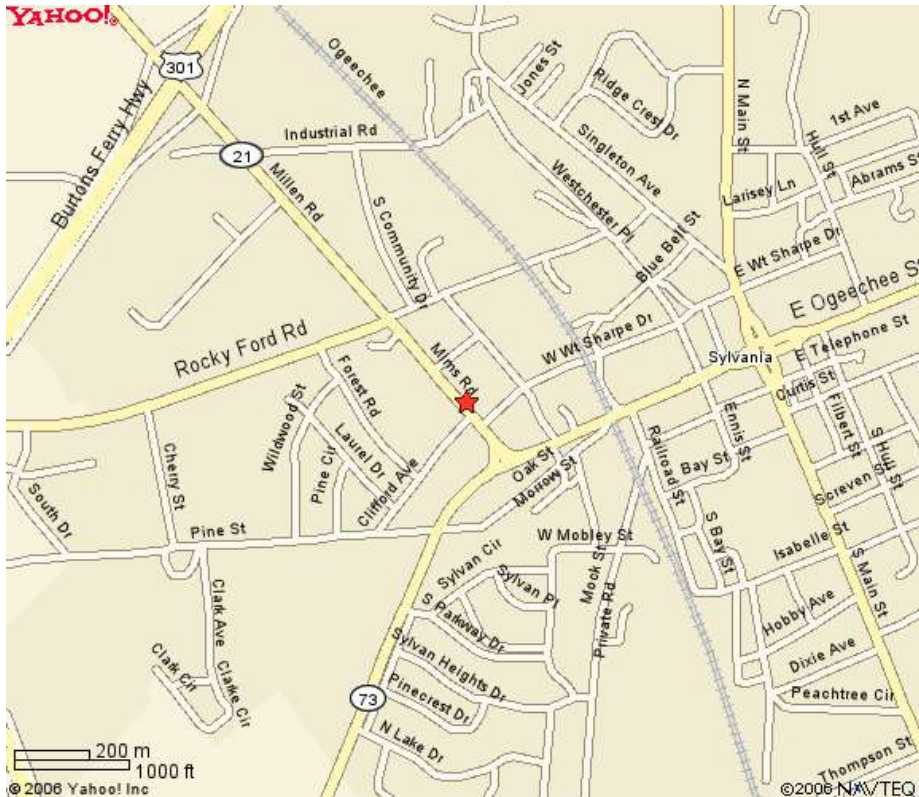 YAHOO!
301
Ogeechee
Jones St
Ridge Crest Dr
N Main St
Hull St
1st Ave
Burtons Ferry Hwy
Industrial Rd
21
Millen Rd
Singleton Ave
Westchester Pl
Larisey Ln
Abrams St
S Community Dr
Blue Bell St
E Wt Sharpe Dr
E Ogeechee S
Rocky Ford Rd
Mims Rd
W Wt Sharpe Dr
Sylvania
E Telephone St
Forest Rd
Curtis St
Wildwood St
Laurel Dr
Ennis St
Filbert St
Cherry St
Pine Cir
Clifford Ave
Oak St
Railroad St
Bay St
S Hull St
South Dr
Morrow St
Screven St
Pine St
W Mobley St
S Bay St
Isabelle St
S Main St
Sylvan Cir
Sylvan Pl
Mock St
Clark Ave
S Parkway Dr
Private Rd
Hobby Ave
Clark Cir
Clarke Cir
Sylvan Heights Dr
Dixie Ave
73
Pinecrest Dr
Peachtree Cir
N Lake Dr
200 m
1000 ft
Thompson St
© 2006 Yahoo! Inc
©2006 NAVTEQ